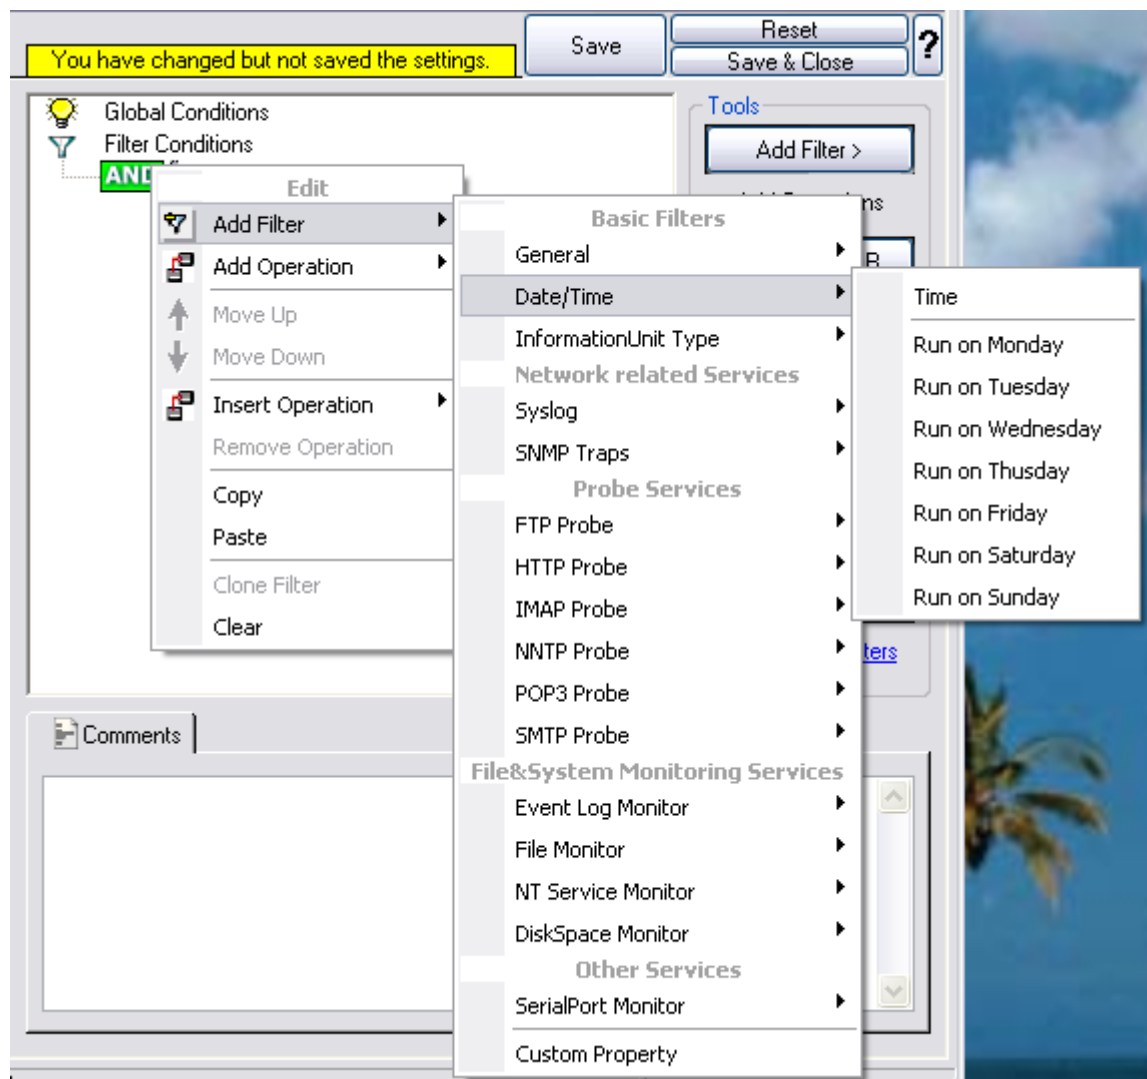 You have changed but not saved the settings.
Save
Reset
Save & Close
?
Global Conditions
Filter Conditions
AND
Tools
Add Filter >
Edit
Add Filter
Add Operation
Move Up
Move Down
Insert Operation
Remove Operation
Copy
Paste
Clone Filter
Clear
Basic Filters
General
Date/Time
InformationUnit Type
Network related Services
Syslog
SNMP Traps
Probe Services
FTP Probe
HTTP Probe
IMAP Probe
NNTP Probe
POP3 Probe
SMTP Probe
File&System Monitoring Services
Event Log Monitor
File Monitor
NT Service Monitor
DiskSpace Monitor
Other Services
SerialPort Monitor
Custom Property
Time
Run on Monday
Run on Tuesday
Run on Wednesday
Run on Thusday
Run on Friday
Run on Saturday
Run on Sunday
Comments